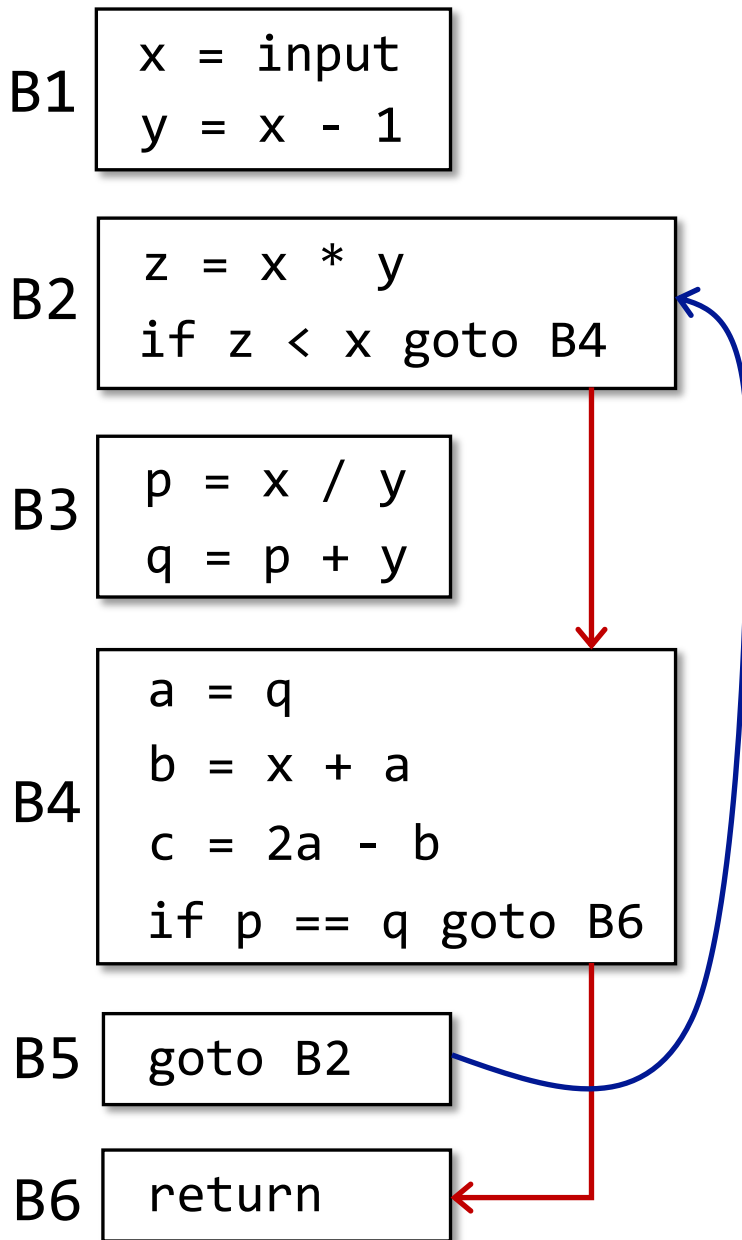 B1
x = input
y = x - 1
B2
z = x * y
if z < x goto B4
B3
p = x / y
q = p + y
B4
a = q
b = x + a
c = 2a - b
if p == q goto B6
B5
goto B2
B6
return